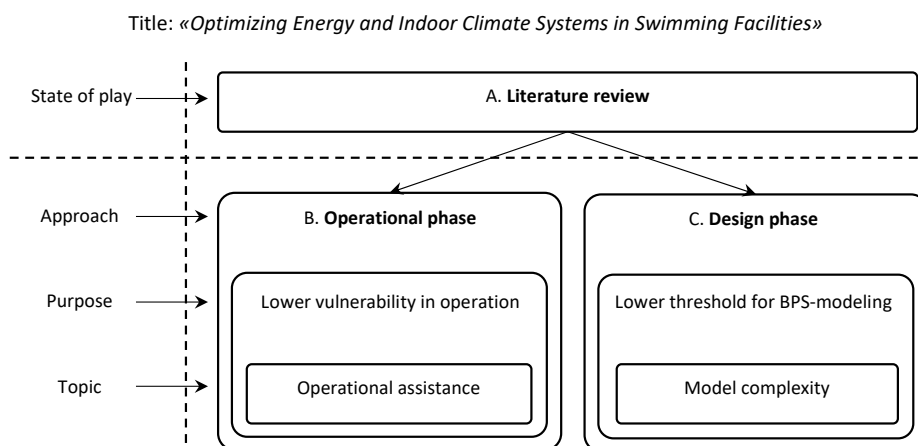 Title: «Optimizing Energy and Indoor Climate Systems in Swimming Facilities»
State of play
A. Literature review
Approach
B. Operational phase
C. Design phase
Purpose
Lower vulnerability in operation
Lower threshold for BPS-modeling
Topic
Operational assistance
Model complexity